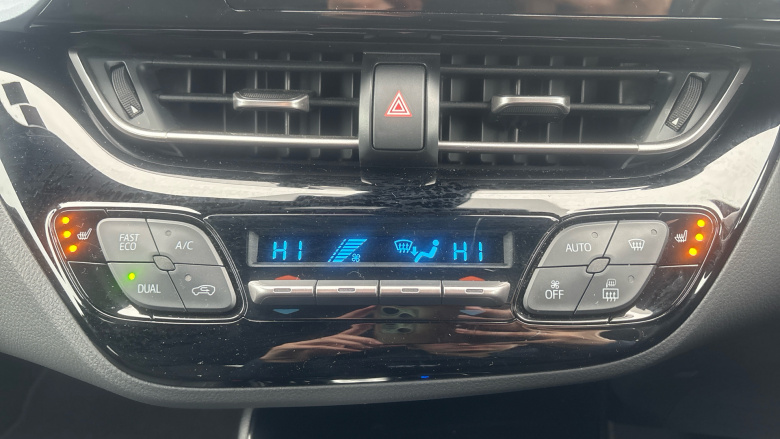 FAST
ECO
A/C
DUAL
HI
HI
AUTO
OFF